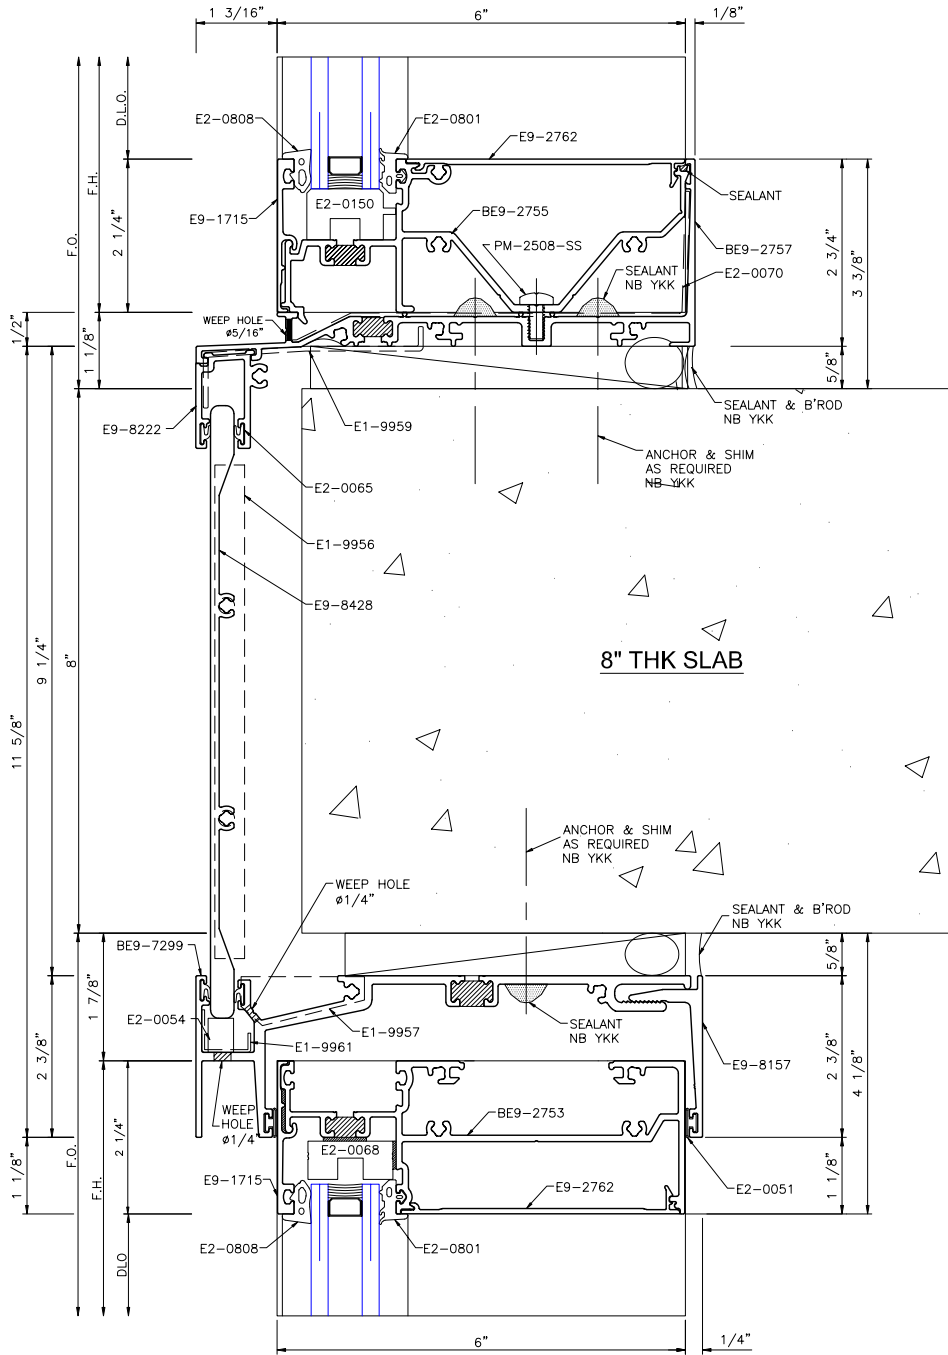 1 3/16"
6"
1/8"
D.L.O.
F.H.
F.O.
E2-0808
E2-0801
E9-2762
E2-0150
E9-1715
BE9-2755
PM-2508-SS
SEALANT
BE9-2757
SEALANT
NB YKK
E2-0070
2 1/4"
2 3/4"
3 3/8"
WEEP HOLE
ø5/16"
1/2"
1 1/8"
5/8"
E9-8222
E1-9959
SEALANT & B'ROD
NB YKK
ANCHOR & SHIM
AS REQUIRED
NB YKK
E2-0065
E1-9956
E9-8428
9 1/4"
8"
11 5/8"
8" THK SLAB
ANCHOR & SHIM
AS REQUIRED
NB YKK
WEEP HOLE
ø1/4"
SEALANT & B'ROD
NB YKK
BE9-7299
5/8"
1 7/8"
E2-0054
E1-9957
E1-9961
SEALANT
NB YKK
E9-8157
2 3/8"
2 3/8"
4 1/8"
WEEP
HOLE
ø1/4"
BE9-2753
E2-0068
2 1/4"
E9-1715
E9-2762
E2-0051
1 1/8"
1 1/8"
F.O.
F.H.
DLO
E2-0808
E2-0801
6"
1/4"